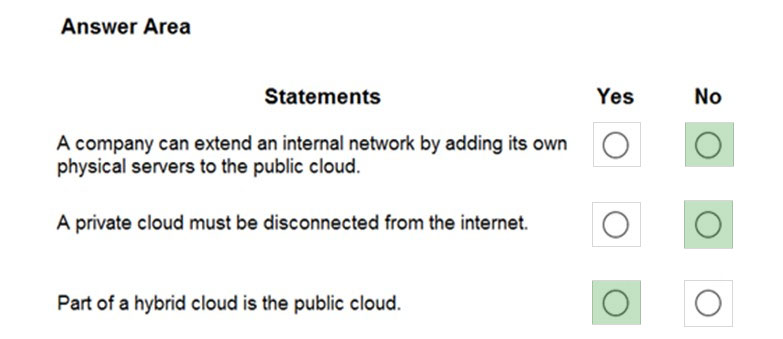 Answer Area
Statements Yes No
A company can extend an internal network by adding its own
physical servers to the public cloud.
A private cloud must be disconnected from the internet.
Part of a hybrid cloud is the public cloud.